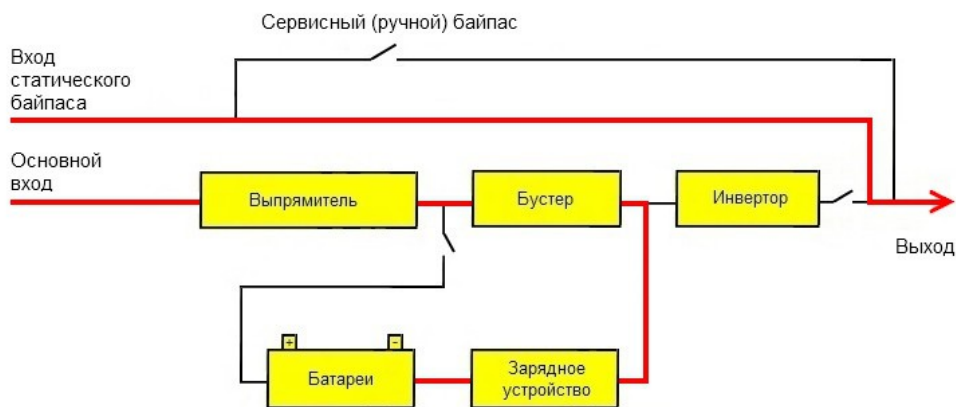 Сервисный (ручной) байпас
Вход
статического
байпаса
Основной
вход
Выпрямитель
Бустер
Инвертор
Выход
+
-
Батареи
Зарядное
устройство